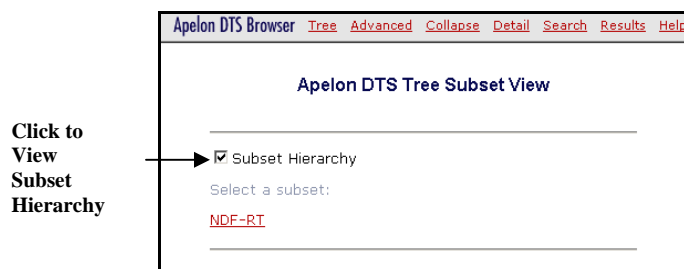 Apelon DTS Browser Tree Advanced Collapse Detail Search Results Help
Apelon DTS Tree Subset View
Click to
View
Subset
Hierarchy
Subset Hierarchy
Select a subset:
NDF-RT